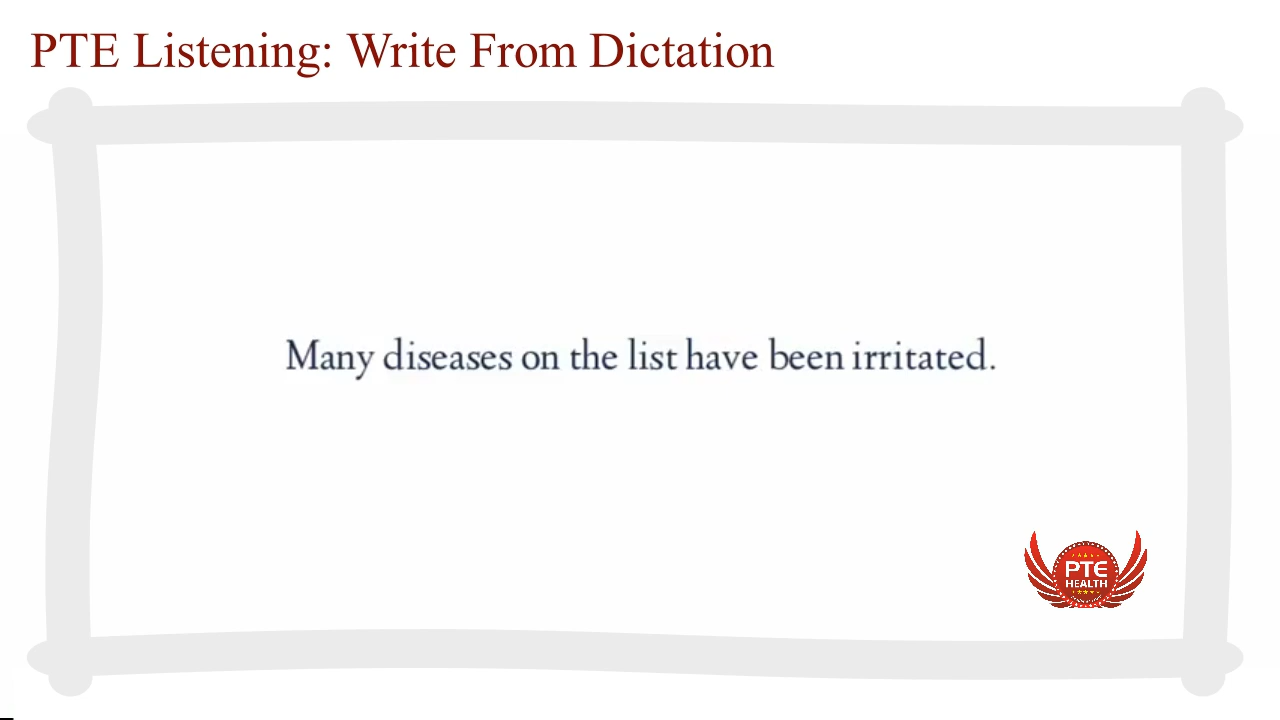 PTE Listening: Write From Dictation
Many diseases on the list have been irritated.
PTE
HEALTH